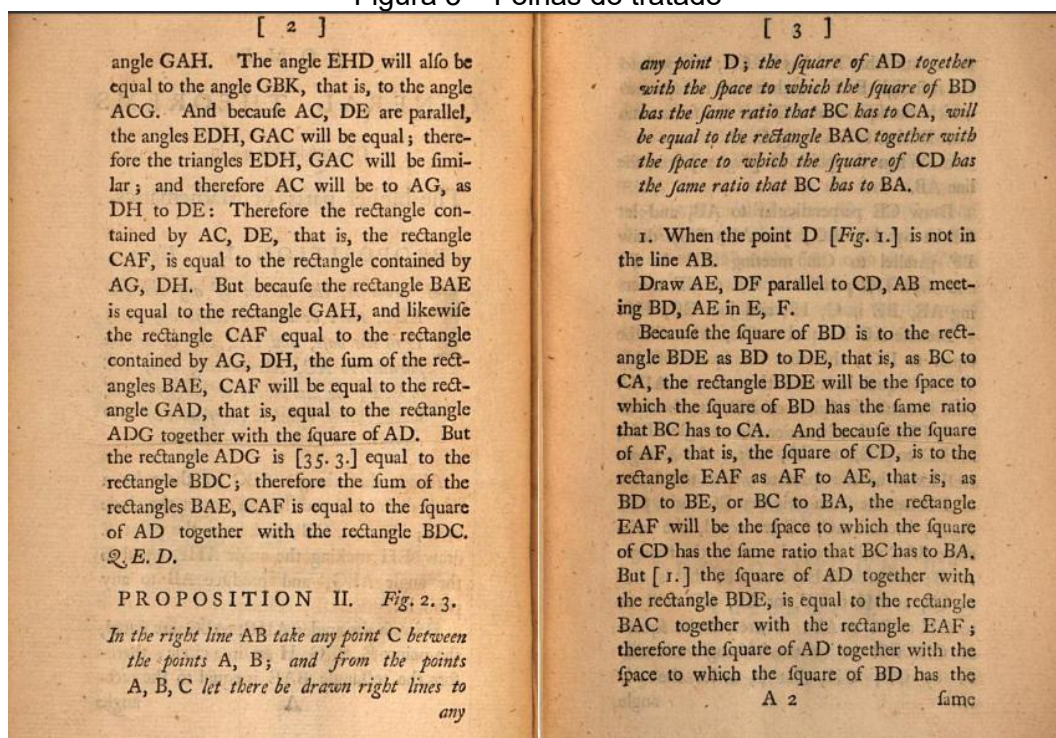 Figura 6 – Folhas do tratado
[ 2 ]
angle GAH. The angle EHD will alſo be
equal to the angle GBK, that is, to the angle
ACG. And becauſe AC, DE are parallel,
the angles EDH, GAC will be equal; there-
fore the triangles EDH, GAC will be ſimi-
lar; and therefore AC will be to AG, as
DH to DE: Therefore the rectangle con-
tained by AC, DE, that is, the rectangle
CAF, is equal to the rectangle contained by
AG, DH. But becauſe the rectangle BAE
is equal to the rectangle GAH, and likewiſe
the rectangle CAF equal to the rectangle
contained by AG, DH, the ſum of the rect-
angles BAE, CAF will be equal to the rect-
angle GAD, that is, equal to the rectangle
ADG together with the ſquare of AD. But
the rectangle ADG is [35. 3.] equal to the
rectangle BDC; therefore the ſum of the
rectangles BAE, CAF is equal to the ſquare
of AD together with the rectangle BDC.
Q. E. D.
PROPOSITION II. Fig. 2. 3.
In the right line AB take any point C between
the points A, B; and from the points
A, B, C let there be drawn right lines to
any
[ 3 ]
any point D; the ſquare of AD together
with the ſpace to which the ſquare of BD
has the ſame ratio that BC has to CA, will
be equal to the rectangle BAC together with
the ſpace to which the ſquare of CD has
the ſame ratio that BC has to BA.
1. When the point D [Fig. 1.] is not in
the line AB.
Draw AE, DF parallel to CD, AB meet-
ing BD, AE in E, F.
Becauſe the ſquare of BD is to the rect-
angle BDE as BD to DE, that is, as BC to
CA, the rectangle BDE will be the ſpace to
which the ſquare of BD has the ſame ratio
that BC has to CA. And becauſe the ſquare
of AF, that is, the ſquare of CD, is to the
rectangle EAF as AF to AE, that is, as
BD to BE, or BC to BA, the rectangle
EAF will be the ſpace to which the ſquare
of CD has the ſame ratio that BC has to BA.
But [ 1. ] the ſquare of AD together with
the rectangle BDE, is equal to the rectangle
BAC together with the rectangle EAF;
therefore the ſquare of AD together with the
ſpace to which the ſquare of BD has the
A 2 ſame